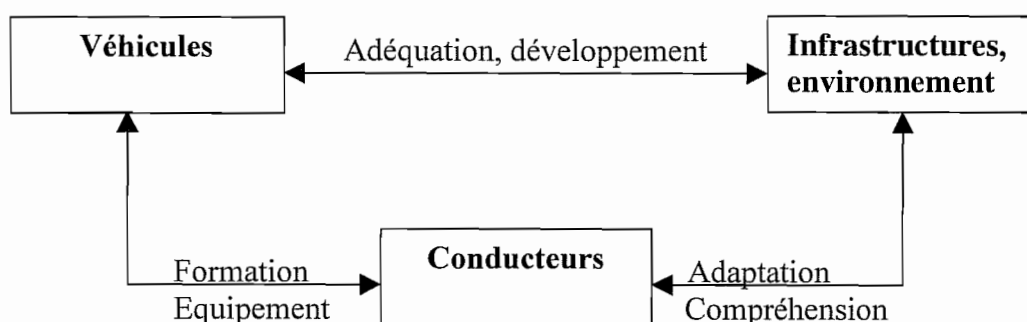 Véhicules
Adéquation, développement
Infrastructures,
environnement
Formation
Equipement
Conducteurs
Adaptation
Compréhension